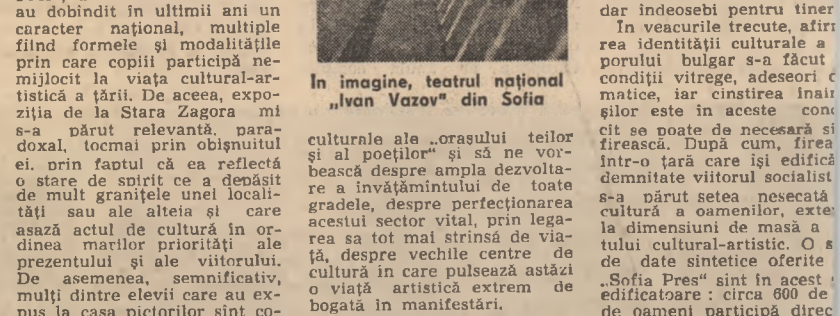 au dobîndit în ultimii ani un
caracter național, multiple
fiind formele și modalitățile
prin care copiii participă ne-
mijlocit la viața cultural-ar-
tistică a țării. De aceea, expo-
ziția de la Stara Zagora mi
s-a părut relevantă, para-
doxal, tocmai prin obișnuitul
ei, prin faptul că ea reflectă
o stare de spirit ce a depășit
de mult granițele unei locali-
tăți sau ale alteia și care
așază actul de cultură în or-
dinea marilor priorități ale
prezentului și ale viitorului.
De asemenea, semnificativ,
mulți dintre elevii care au ex-
pus la casa pictorilor sînt co-
In imagine, teatrul național
„Ivan Vazov" din Sofia
culturale ale „orașului teilor
și al poeților" și să ne vor-
bească despre ampla dezvolta-
re a învățămîntului de toate
gradele, despre perfecționarea
acestui sector vital, prin lega-
rea sa tot mai strînsă de via-
ță, despre vechile centre de
cultură in care pulsează astăzi
o viață artistică extrem de
bogată în manifestări.
dar îndeosebi pentru tiner
In veacurile trecute, afir
rea identității culturale a
porului bulgar s-a făcut
condiții vitrege, adeseori
matice, iar cinstirea înai
șilor este în aceste con
cit se poate de necesară și
firească. După cum, firea
într-o țară care își edifică
demnitate viitorul socialist
s-a părut setea nesecată
cultură a oamenilor, exte
la dimensiuni de masă a
tului cultural-artistic. O s
de date sintetice oferite
„Sofia Pres" sînt în acest
edificatoare : circa 600 de
de oameni participă direc